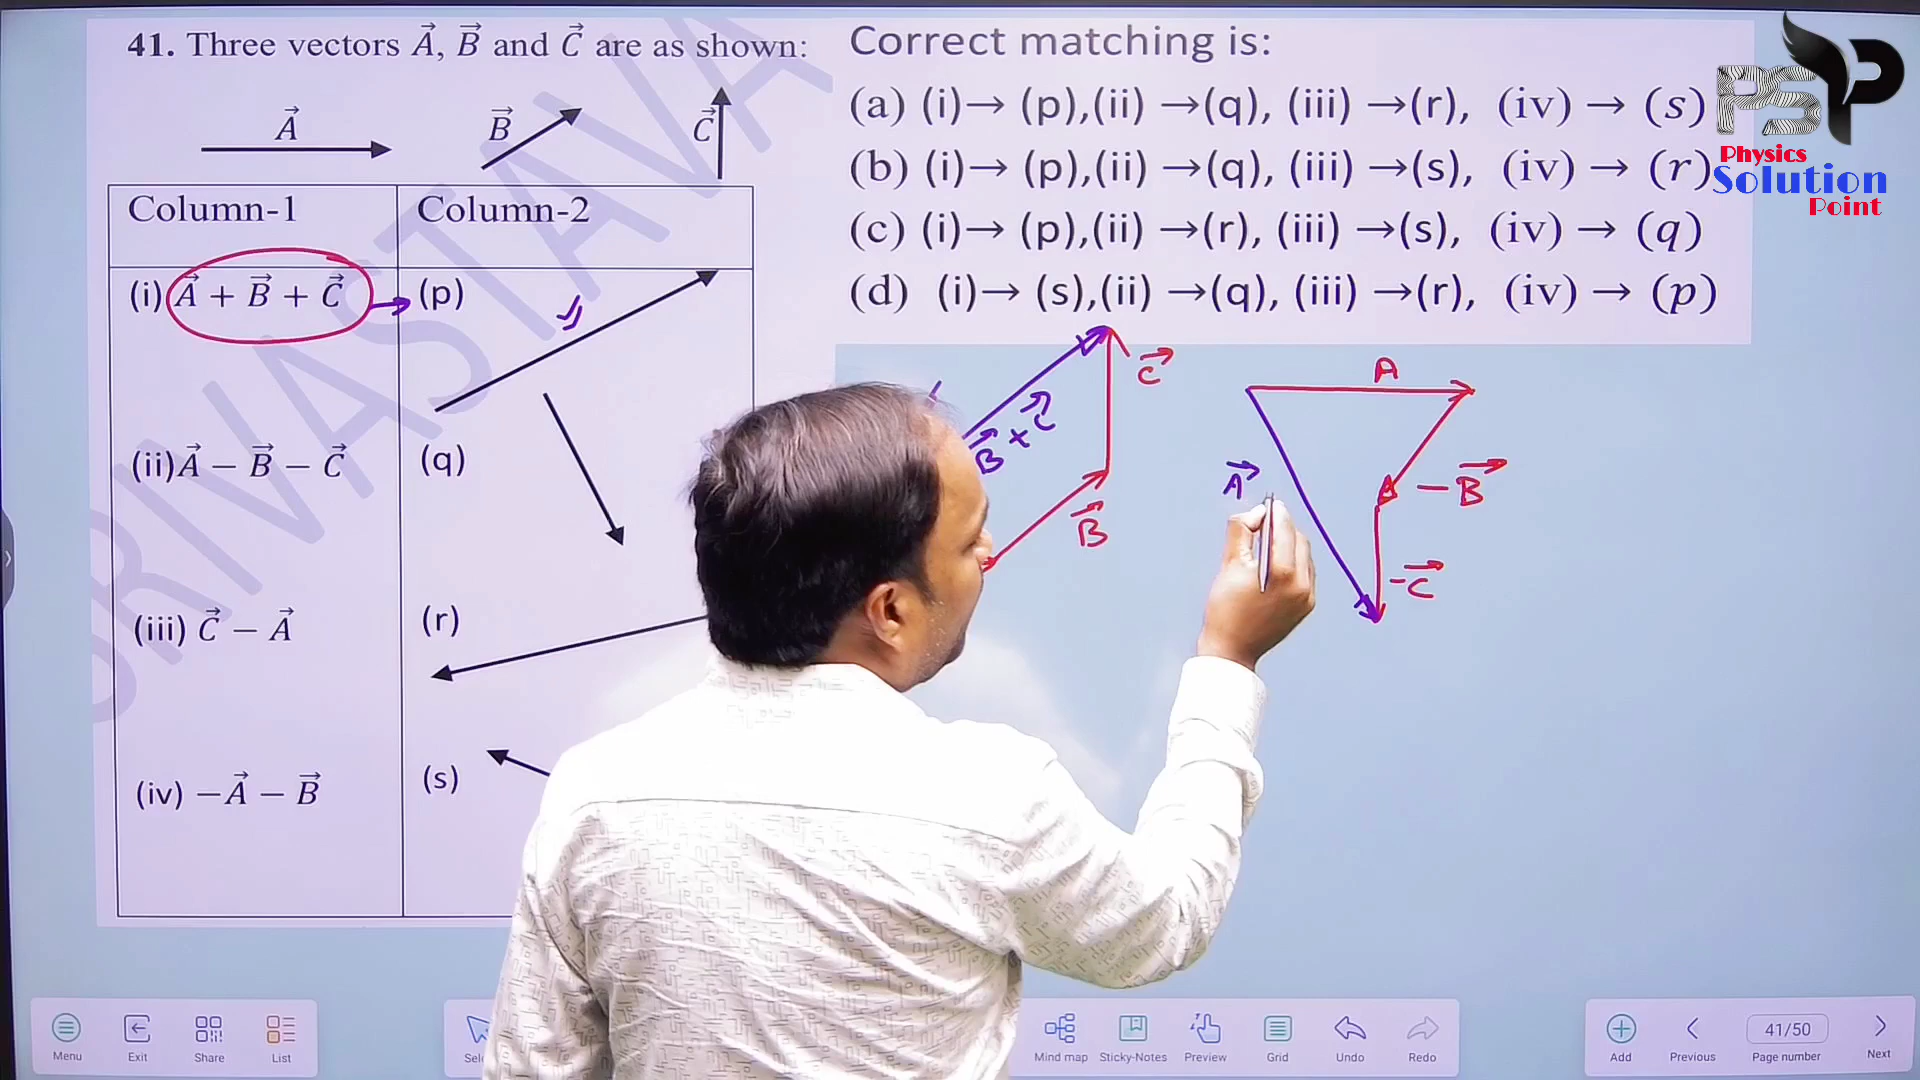 41. Three vectors A⃗, B⃗ and C⃗ are as shown:
A⃗
B⃗
C⃗
Column-1 Column-2
(i) A⃗ + B⃗ + C⃗ (p)
(ii) A⃗ − B⃗ − C⃗ (q)
(iii) C⃗ − A⃗ (r)
(iv) −A⃗ − B⃗ (s)
SRIVASTAVA
Correct matching is:
(a) (i)→ (p),(ii) →(q), (iii) →(r), (iv) → (s)
(b) (i)→ (p),(ii) →(q), (iii) →(s), (iv) → (r)
(c) (i)→ (p),(ii) →(r), (iii) →(s), (iv) → (q)
(d) (i)→ (s),(ii) →(q), (iii) →(r), (iv) → (p)
PSP
Physics
Solution
Point
C⃗
B⃗ + C⃗
B⃗
A
A⃗
−B⃗
−C⃗
Menu
Exit
Share
List
Mind map
Sticky-Notes
Preview
Grid
Undo
Redo
Add
Previous
41/50
Page number
Next